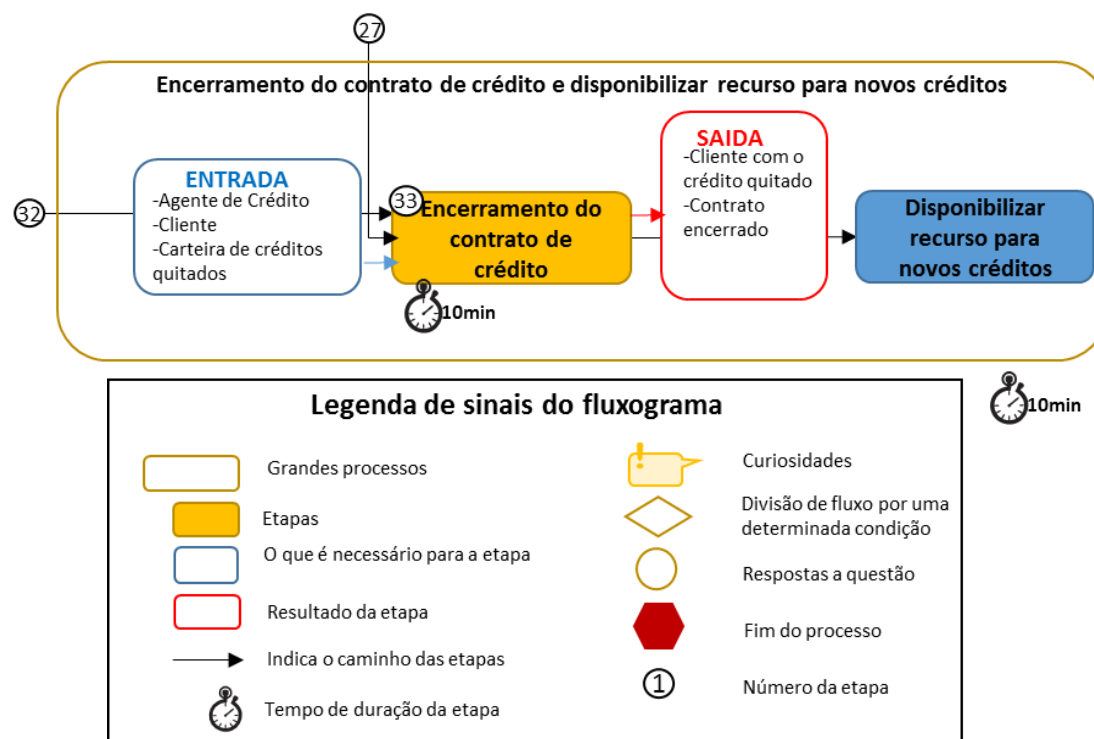 27
Encerramento do contrato de crédito e disponibilizar recurso para novos créditos
32
ENTRADA
-Agente de Crédito
-Cliente
-Carteira de créditos
quitados
33
Encerramento do
contrato de
crédito
10min
SAIDA
-Cliente com o
crédito quitado
-Contrato
encerrado
Disponibilizar
recurso para
novos créditos
10min
Legenda de sinais do fluxograma
Grandes processos
Etapas
O que é necessário para a etapa
Resultado da etapa
Indica o caminho das etapas
Tempo de duração da etapa
!
Curiosidades
Divisão de fluxo por uma
determinada condição
Respostas a questão
Fim do processo
1
Número da etapa